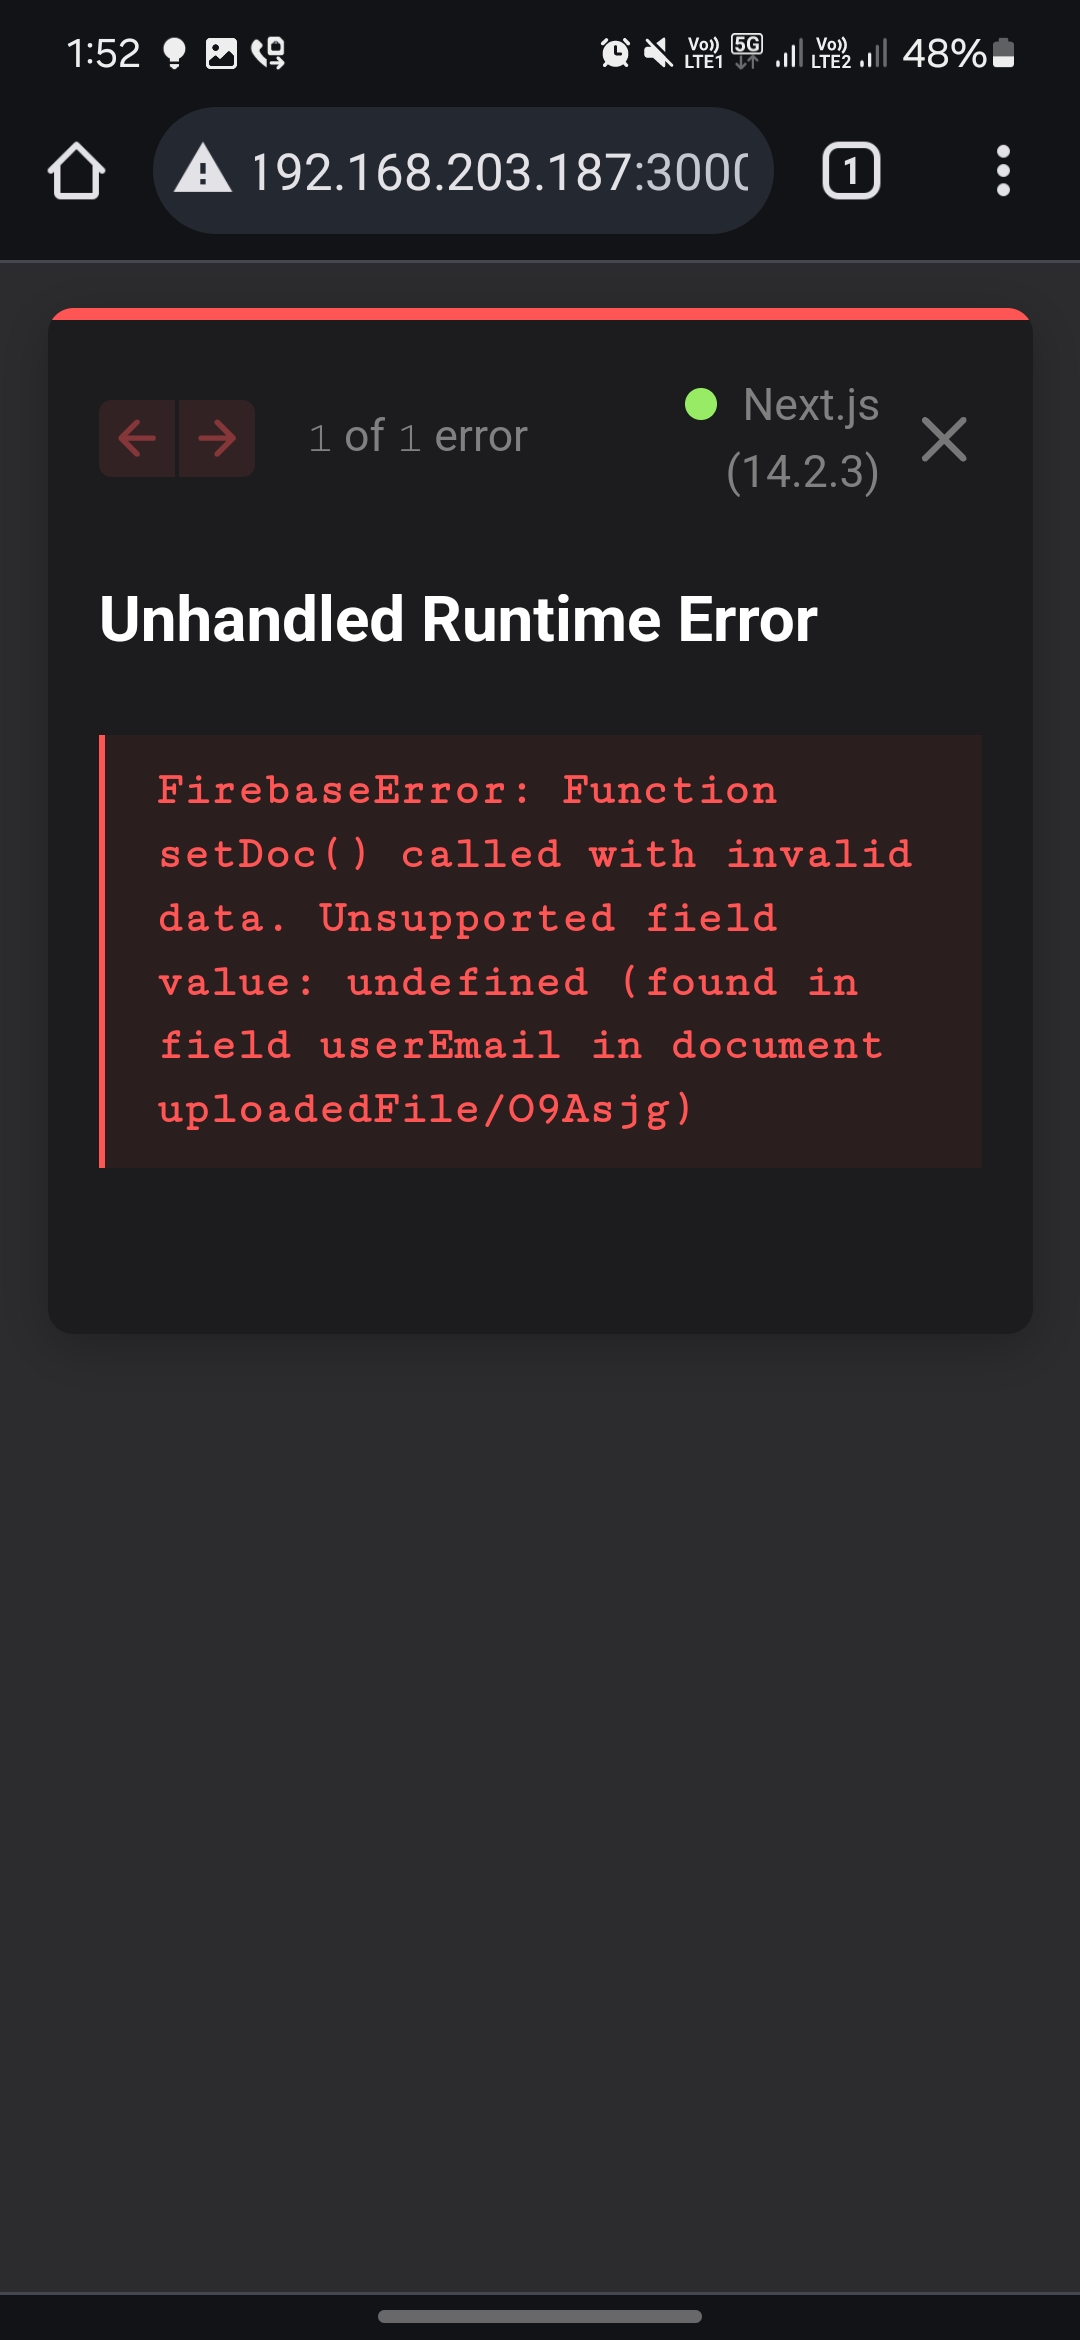 1:52
Vo)) LTE1 5G Vo)) LTE2 48%
192.168.203.187:3000
1
1 of 1 error
Next.js
(14.2.3)
Unhandled Runtime Error
FirebaseError: Function
setDoc() called with invalid
data. Unsupported field
value: undefined (found in
field userEmail in document
uploadedFile/O9Asjg)